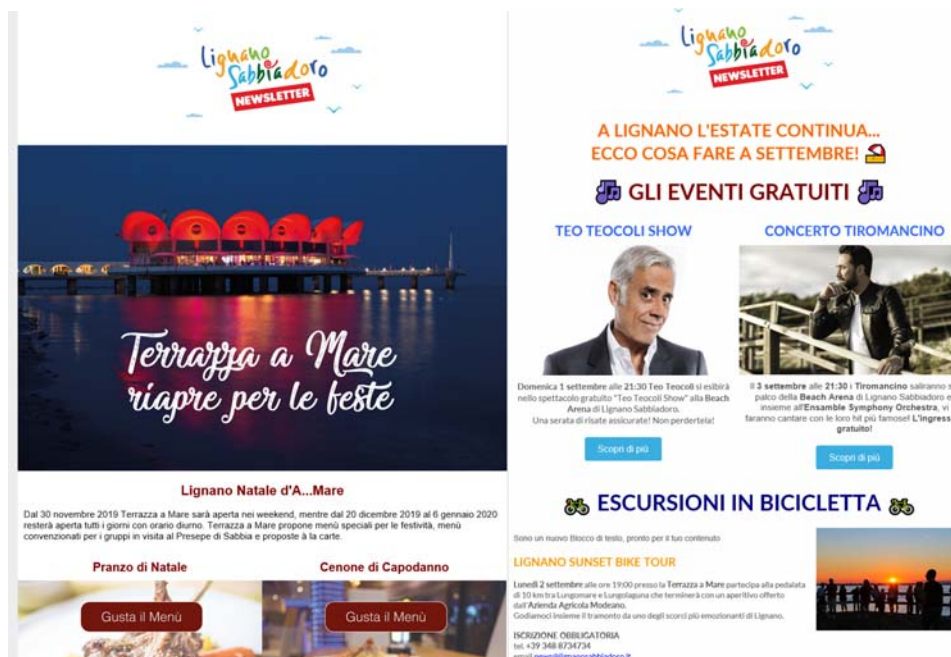 Lignano
Sabbiadoro
NEWSLETTER
Terrazza a Mare
riapre per le feste
Lignano Natale d'A...Mare
Dal 30 novembre 2019 Terrazza a Mare sarà aperta nei weekend, mentre dal 20 dicembre 2019 al 6 gennaio 2020
resterà aperta tutti i giorni con orario diurno. Terrazza a Mare propone menù speciali per le festività, menù
convenzionati per i gruppi in visita al Presepe di Sabbia e proposte à la carte.
Pranzo di Natale
Gusta il Menù
Cenone di Capodanno
Gusta il Menù
Lignano
Sabbiadoro
NEWSLETTER
A LIGNANO L'ESTATE CONTINUA...
ECCO COSA FARE A SETTEMBRE!
GLI EVENTI GRATUITI
TEO TEOCOLI SHOW
Domenica 1 settembre alle 21:30 Teo Teocoli si esibirà
nello spettacolo gratuito "Teo Teocoli Show" alla Beach
Arena di Lignano Sabbiadoro.
Una serata di risate assicurate! Non perdertela!
Scopri di più
CONCERTO TIROMANCINO
Il 3 settembre alle 21:30 i Tiromancino saliranno s
palco della Beach Arena di Lignano Sabbiadoro e
insieme all'Ensamble Symphony Orchestra, vi
faranno cantare con le loro hit più famose! L'ingress
gratuito!
Scopri di più
ESCURSIONI IN BICICLETTA
Sono un nuovo Blocco di testo, pronto per il tuo contenuto
LIGNANO SUNSET BIKE TOUR
Lunedì 2 settembre alle ore 19:00 presso la Terrazza a Mare partecipa alla pedalata
di 10 km tra Lungomare e Lungolaguna che terminerà con un aperitivo offerto
dall'Azienda Agricola Modeano.
Godiamoci insieme il tramonto da uno degli scorci più emozionanti di Lignano.
ISCRIZIONE OBBLIGATORIA
tel. +39 348 8734734
email news@lignanosabbiadoro.it